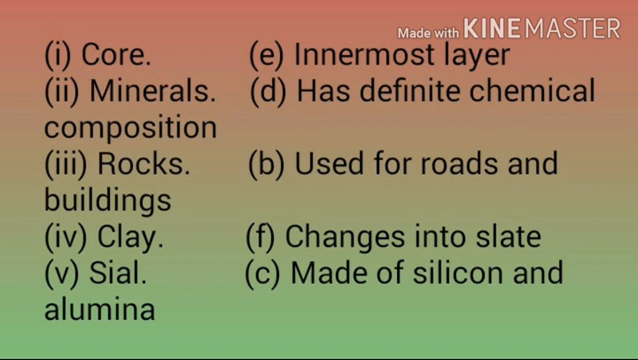 Made with KINEMASTER
(i) Core. (e) Innermost layer
(ii) Minerals. (d) Has definite chemical
composition
(iii) Rocks. (b) Used for roads and
buildings
(iv) Clay. (f) Changes into slate
(v) Sial. (c) Made of silicon and
alumina